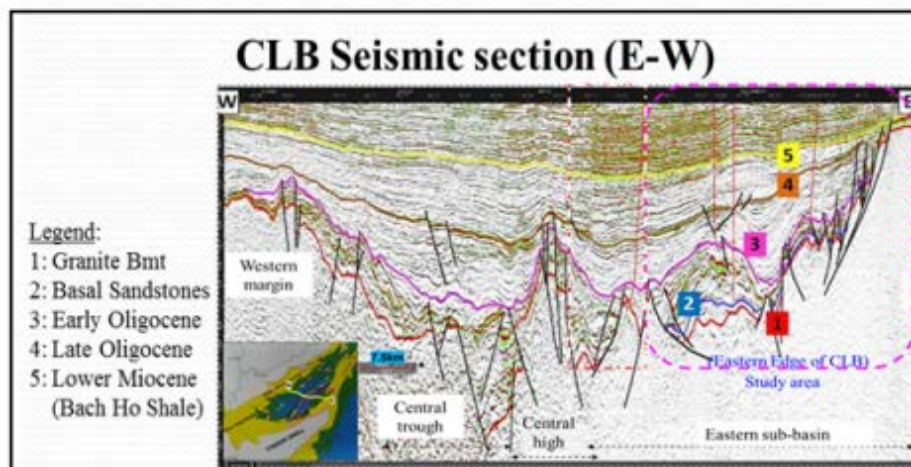 CLB Seismic section (E-W)
W
E
5
4
3
2
1
Legend:
1: Granite Bmt
2: Basal Sandstones
3: Early Oligocene
4: Late Oligocene
5: Lower Miocene
(Bach Ho Shale)
Western
margin
7.5km
(Eastern Edge of CLB)
Study area
Central
trough
Central
high
Eastern sub-basin